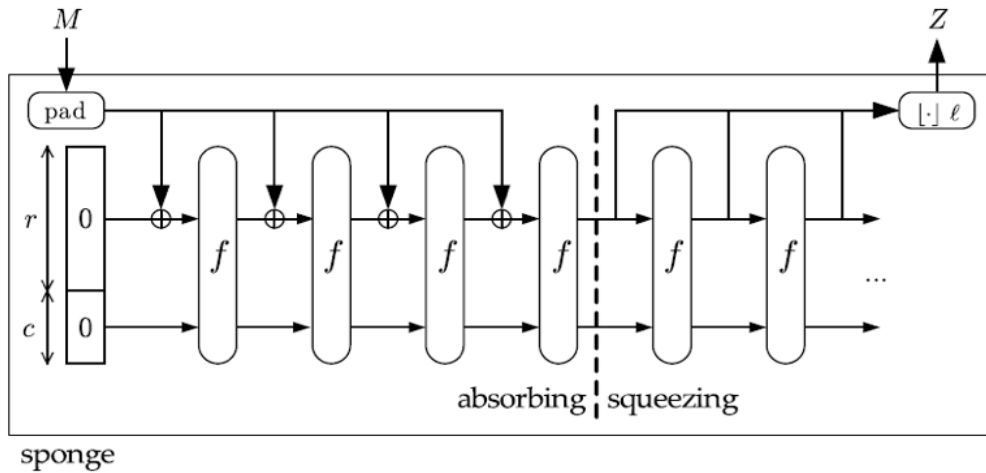 M Z
pad ⌊·⌋ ℓ
r 0 f f f f f f
...
c 0
absorbing squeezing
sponge